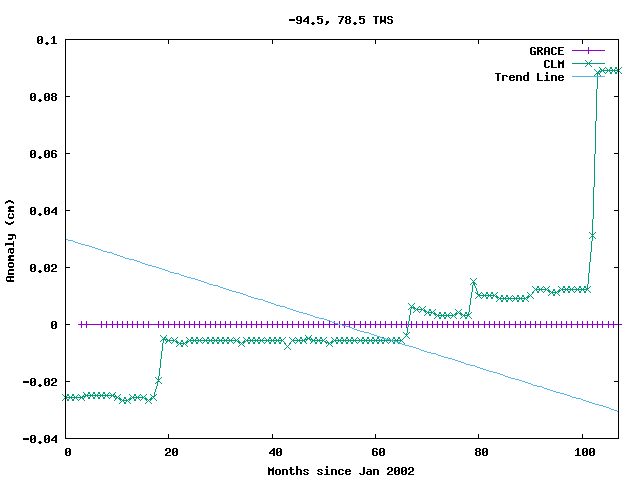 -94.5, 78.5 TWS
GRACE
CLM
Trend Line
0.1
0.08
0.06
0.04
0.02
0
-0.02
-0.04
Anomaly (cm)
0 20 40 60 80 100
Months since Jan 2002